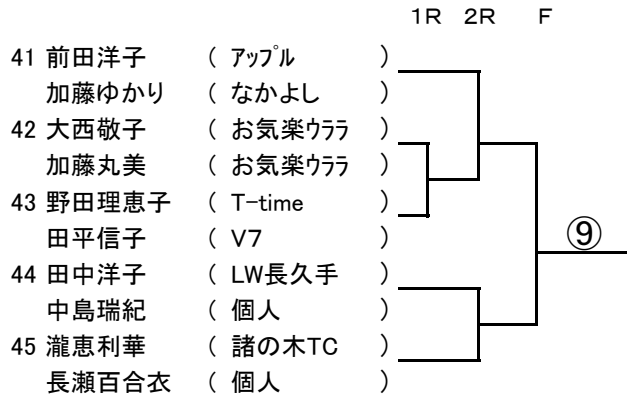 1R 2R F
41 前田洋子 ( アップル )
加藤ゆかり ( なかよし )
42 大西敬子 ( お気楽ウララ )
加藤丸美 ( お気楽ウララ )
43 野田理恵子 ( T-time )
田平信子 ( V7 )
⑨
44 田中洋子 ( LW長久手 )
中島瑞紀 ( 個人 )
45 瀧恵利華 ( 諸の木TC )
長瀬百合衣 ( 個人 )